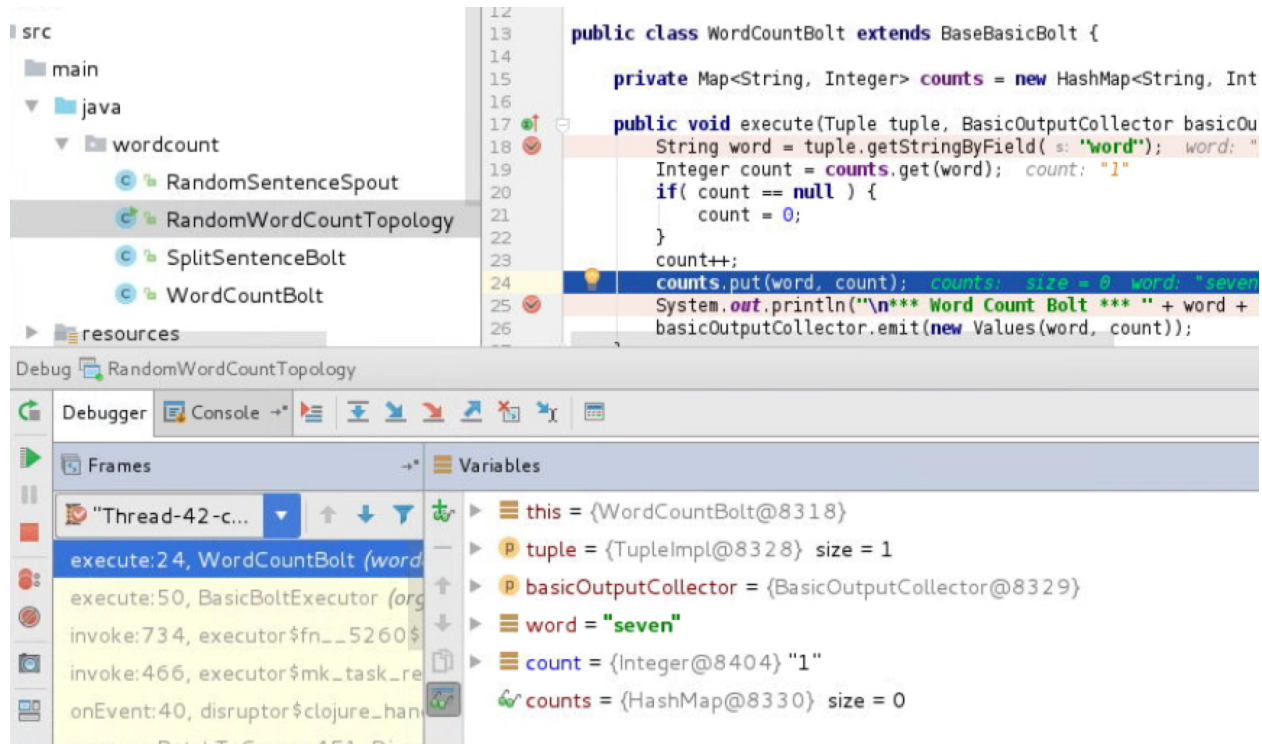 src
main
java
wordcount
RandomSentenceSpout
RandomWordCountTopology
SplitSentenceBolt
WordCountBolt
resources
12
13 public class WordCountBolt extends BaseBasicBolt {
14
15 private Map<String, Integer> counts = new HashMap<String, Int
16
17 public void execute(Tuple tuple, BasicOutputCollector basicOu
18 String word = tuple.getStringByField( s: "word"); word: "
19 Integer count = counts.get(word); count: "1"
20 if( count == null ) {
21 count = 0;
22 }
23 count++;
24 counts.put(word, count); counts: size = 0 word: "seven
25 System.out.println("\n*** Word Count Bolt *** " + word +
26 basicOutputCollector.emit(new Values(word, count));
Debug RandomWordCountTopology
Debugger Console
Frames
"Thread-42-c...
execute:24, WordCountBolt (word
execute:50, BasicBoltExecutor (org
invoke:734, executor$fn__5260$
invoke:466, executor$mk_task_re
onEvent:40, disruptor$clojure_han
Variables
this = {WordCountBolt@8318}
tuple = {TupleImpl@8328} size = 1
basicOutputCollector = {BasicOutputCollector@8329}
word = "seven"
count = {Integer@8404} "1"
counts = {HashMap@8330} size = 0